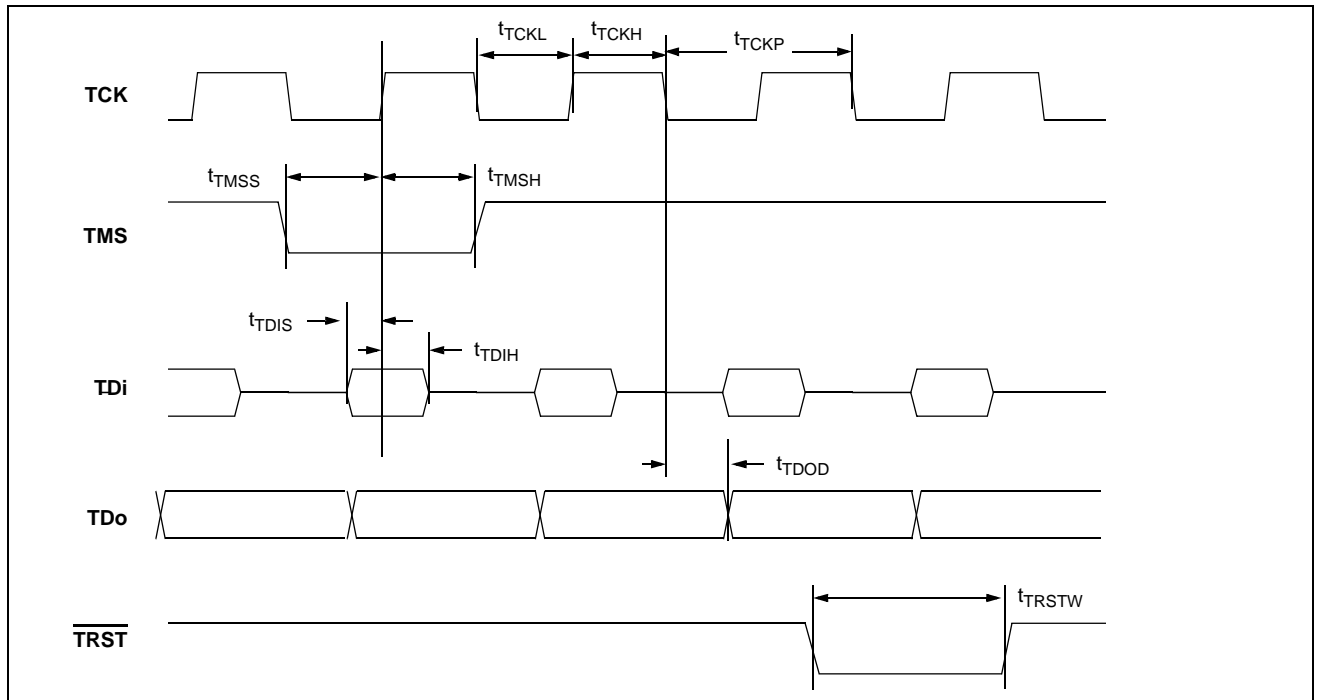 tTCKL tTCKH tTCKP
TCK
tTMSS tTMSH
TMS
tTDIS
tTDIH
TDi
tTDOD
TDo
tTRSTW
TRST